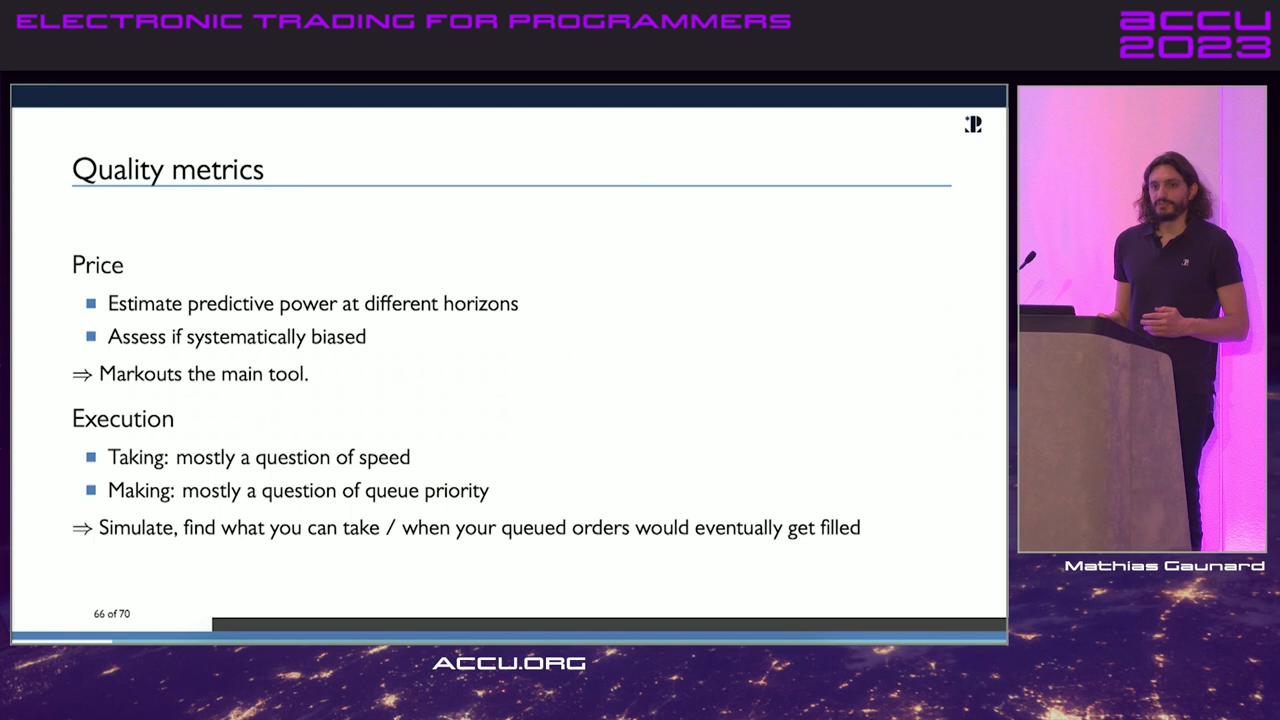 ELECTRONIC TRADING FOR PROGRAMMERS
accu
2023
Quality metrics
Price
Estimate predictive power at different horizons
Assess if systematically biased
⇒ Markouts the main tool.
Execution
Taking: mostly a question of speed
Making: mostly a question of queue priority
⇒ Simulate, find what you can take / when your queued orders would eventually get filled
66 of 70
Mathias Gaunard
ACCU.ORG